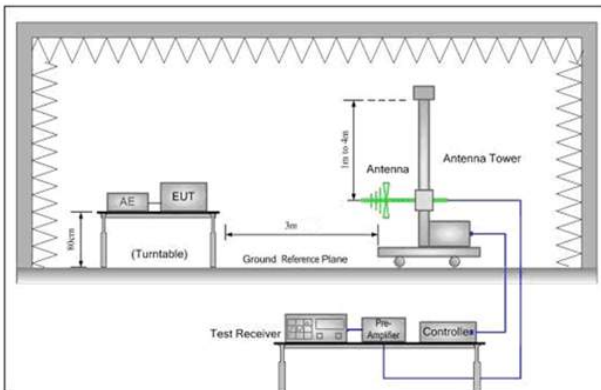 1m to 4m
Antenna
Antenna Tower
AE
EUT
80cm
(Turntable)
3m
Ground Reference Plane
Test Receiver
Pre-
Amplifier
Controller